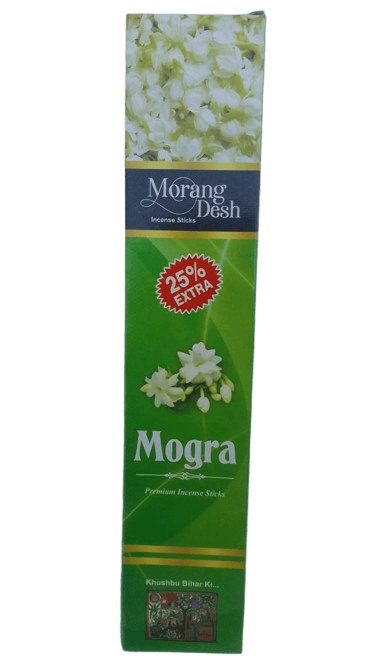 Morang
Desh
Incense Sticks
25%
EXTRA
Mogra
Premium Incense Sticks
Khushbu Bihar Ki...